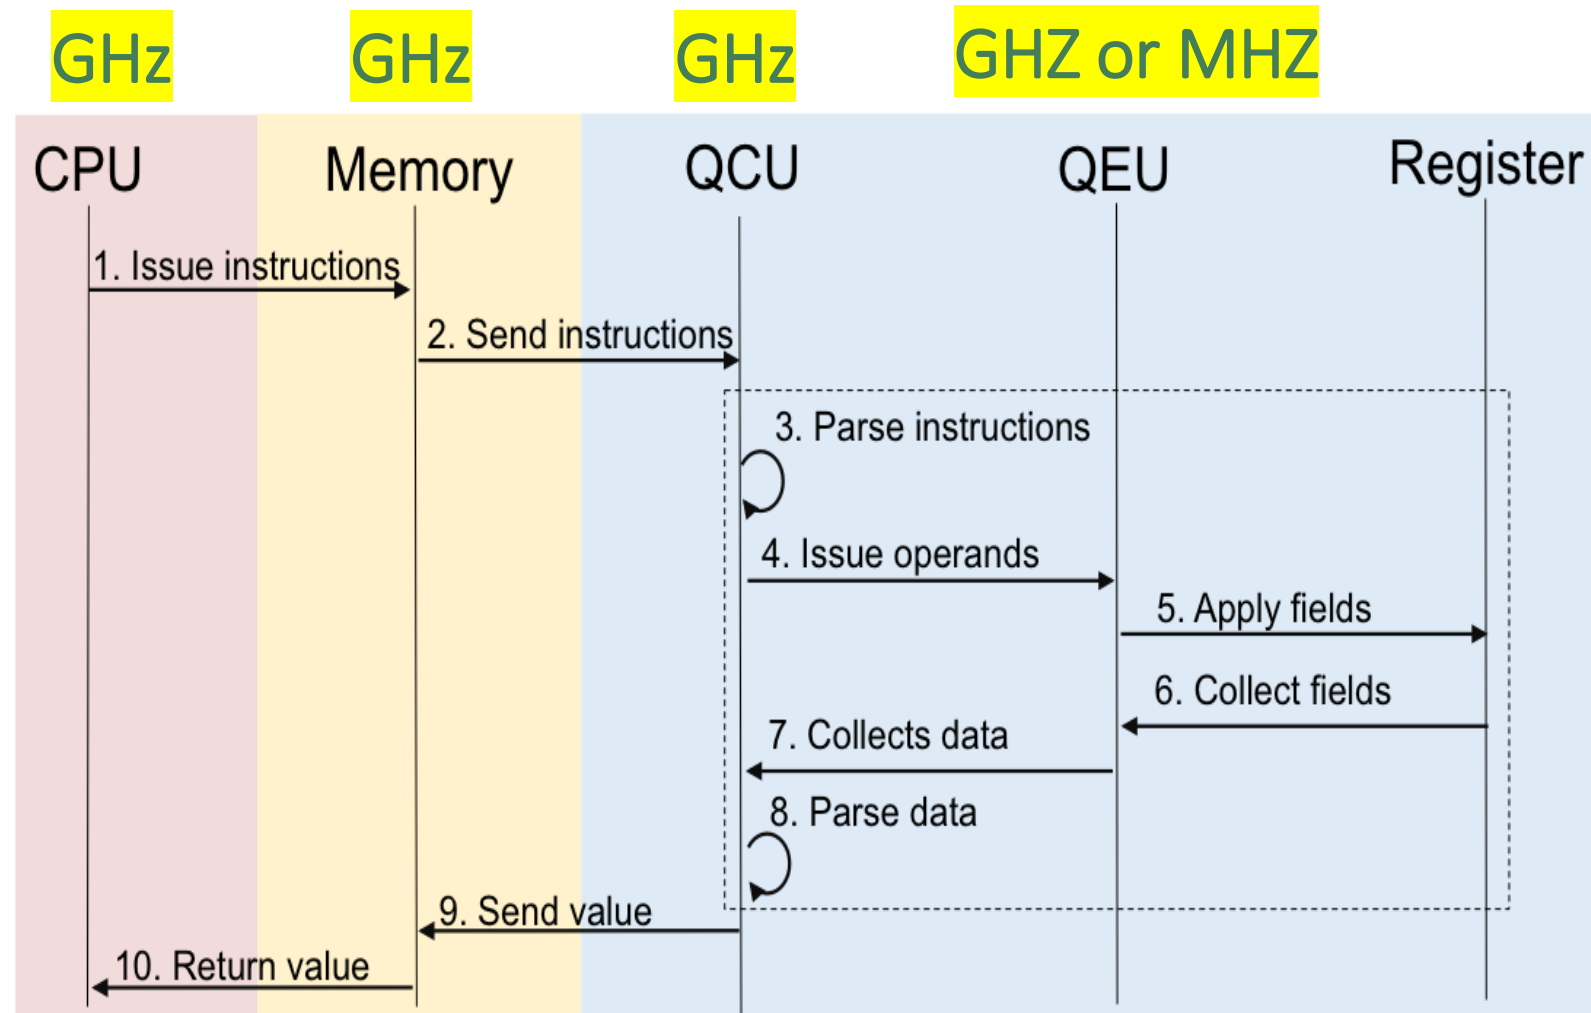 GHz GHz GHz GHZ or MHZ
CPU Memory QCU QEU Register
1. Issue instructions
2. Send instructions
3. Parse instructions
4. Issue operands
5. Apply fields
6. Collect fields
7. Collects data
8. Parse data
9. Send value
10. Return value